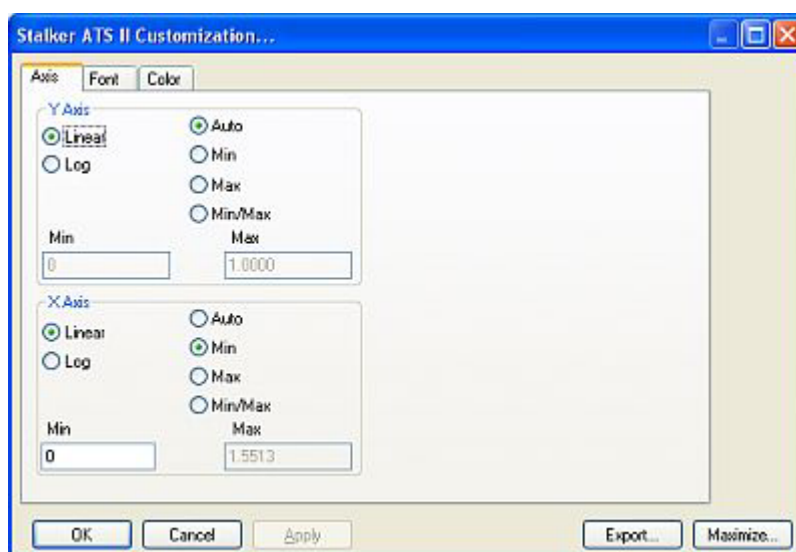 Stalker ATS II Customization...
Axis Font Color
Y Axis
Linear
Log
Auto
Min
Max
Min/Max
Min Max
0 1.0000
X Axis
Linear
Log
Auto
Min
Max
Min/Max
Min Max
0 1.5513
OK Cancel Apply Export... Maximize...